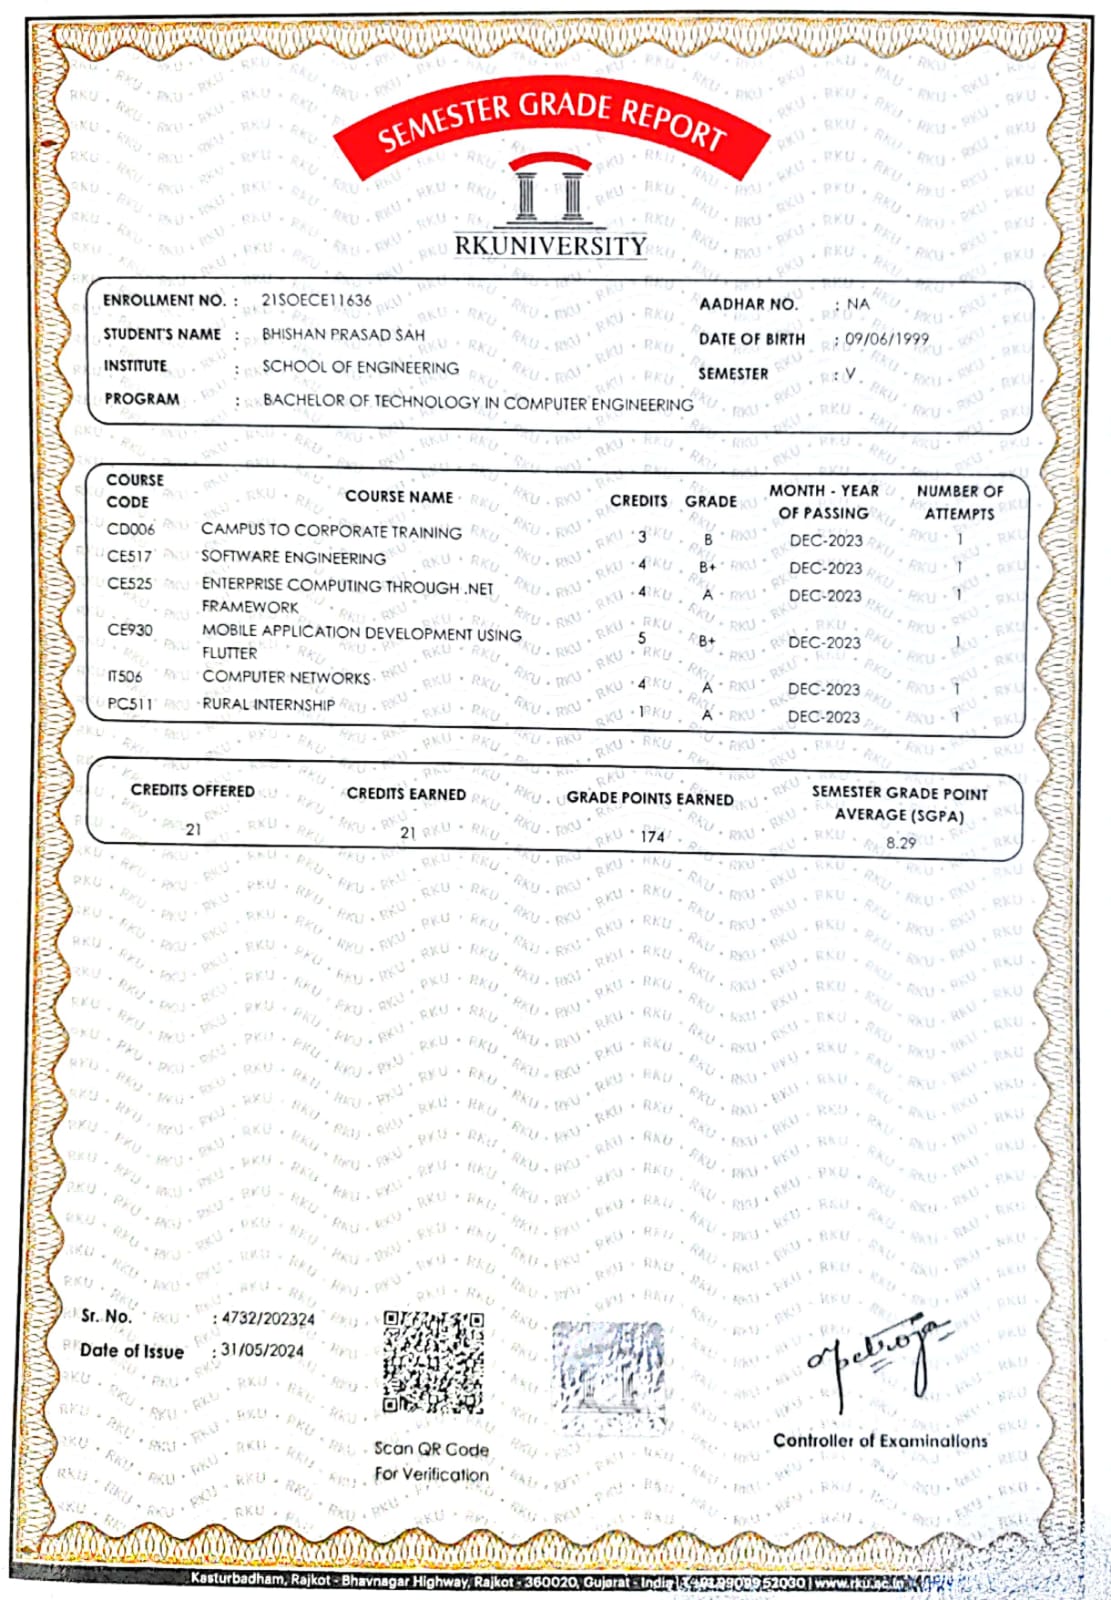 SEMESTER GRADE REPORT
RKUNIVERSITY
ENROLLMENT NO. : 21SOECE11636
AADHAR NO. : NA
STUDENT'S NAME : BHISHAN PRASAD SAH
DATE OF BIRTH : 09/06/1999
INSTITUTE : SCHOOL OF ENGINEERING
SEMESTER : V
PROGRAM : BACHELOR OF TECHNOLOGY IN COMPUTER ENGINEERING
COURSE CODE COURSE NAME CREDITS GRADE MONTH - YEAR OF PASSING NUMBER OF ATTEMPTS
CD006 CAMPUS TO CORPORATE TRAINING 3 B DEC-2023 1
CE517 SOFTWARE ENGINEERING 4 B+ DEC-2023 1
CE525 ENTERPRISE COMPUTING THROUGH .NET FRAMEWORK 4 A DEC-2023 1
CE930 MOBILE APPLICATION DEVELOPMENT USING FLUTTER 5 B+ DEC-2023 1
IT506 COMPUTER NETWORKS 4 A DEC-2023 1
PC511 RURAL INTERNSHIP 1 A DEC-2023 1
CREDITS OFFERED CREDITS EARNED GRADE POINTS EARNED SEMESTER GRADE POINT AVERAGE (SGPA)
21 21 174 8.29
Sr. No. : 4732/202324
Date of Issue : 31/05/2024
Scan QR Code
For Verification
Controller of Examinations
Kasturbadham, Rajkot - Bhavnagar Highway, Rajkot - 360020, Gujarat - India | +91 99099 52030 | www.rku.ac.in